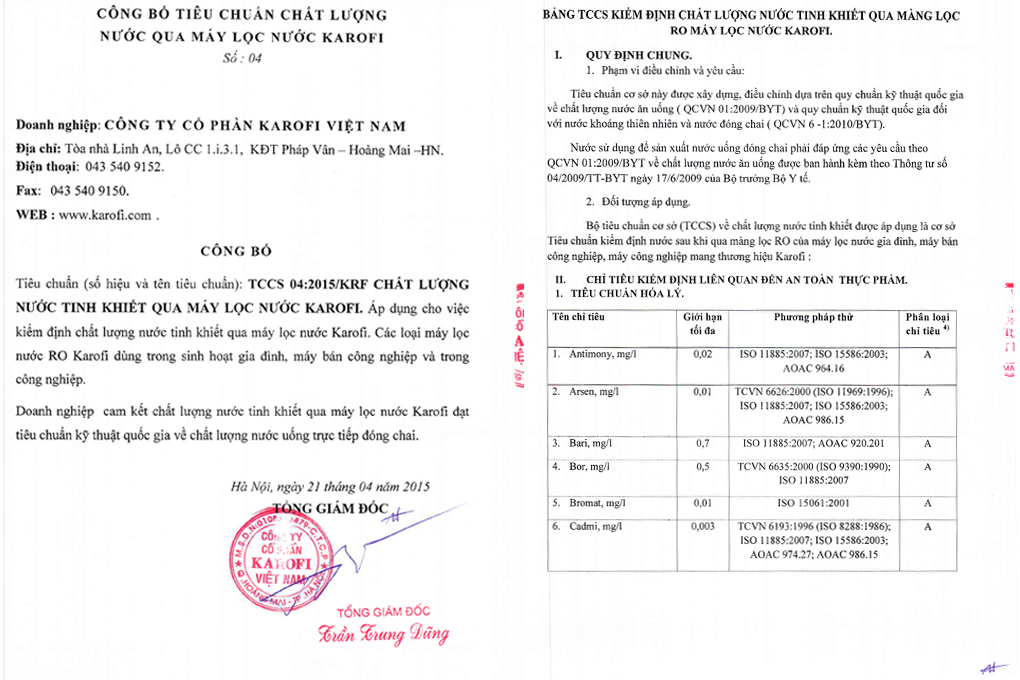 CÔNG BỐ TIÊU CHUẨN CHẤT LƯỢNG
NƯỚC QUA MÁY LỌC NƯỚC KAROFI
Số : 04
Doanh nghiệp: CÔNG TY CỔ PHẦN KAROFI VIỆT NAM
Địa chỉ: Tòa nhà Linh An, Lô CC 1.i.3.1, KĐT Pháp Vân – Hoàng Mai –HN.
Điện thoại: 043 540 9152.
Fax: 043 540 9150.
WEB : www.karofi.com .
CÔNG BỐ
Tiêu chuẩn (số hiệu và tên tiêu chuẩn): TCCS 04:2015/KRF CHẤT LƯỢNG
NƯỚC TINH KHIẾT QUA MÁY LỌC NƯỚC KAROFI. Áp dụng cho việc
kiểm định chất lượng nước tinh khiết qua máy lọc nước Karofi. Các loại máy lọc
nước RO Karofi dùng trong sinh hoạt gia đình, máy bán công nghiệp và trong
công nghiệp.
Doanh nghiệp cam kết chất lượng nước tinh khiết qua máy lọc nước Karofi đạt
tiêu chuẩn kỹ thuật quốc gia về chất lượng nước uống trực tiếp đóng chai.
Hà Nội, ngày 21 tháng 04 năm 2015
TỔNG GIÁM ĐỐC
CÔNG TY
CỔ PHẦN
KAROFI
VIỆT NAM
Q.HOÀNG MAI - TP.HÀ NỘI
TỔNG GIÁM ĐỐC
Trần Trung Dũng
BẢNG TCCS KIỂM ĐỊNH CHẤT LƯỢNG NƯỚC TINH KHIẾT QUA MÀNG LỌC
RO MÁY LỌC NƯỚC KAROFI.
I. QUY ĐỊNH CHUNG.
1. Phạm vi điều chỉnh và yêu cầu:
Tiêu chuẩn cơ sở này được xây dựng, điều chỉnh dựa trên quy chuẩn kỹ thuật quốc gia
về chất lượng nước ăn uống ( QCVN 01:2009/BYT) và quy chuẩn kỹ thuật quốc gia đối
với nước khoáng thiên nhiên và nước đóng chai ( QCVN 6 -1:2010/BYT).
Nước sử dụng để sản xuất nước uống đóng chai phải đáp ứng các yêu cầu theo
QCVN 01:2009/BYT về chất lượng nước ăn uống được ban hành kèm theo Thông tư số
04/2009/TT-BYT ngày 17/6/2009 của Bộ trưởng Bộ Y tế.
2. Đối tượng áp dụng.
Bộ tiêu chuẩn cơ sở (TCCS) về chất lượng nước tinh khiết được áp dụng là cơ sở
Tiêu chuẩn kiểm định nước sau khi qua màng lọc RO của máy lọc nước gia đình, máy bán
công nghiệp, máy công nghiệp mang thương hiệu Karofi :
II. CHỈ TIÊU KIỂM ĐỊNH LIÊN QUAN ĐẾN AN TOÀN THỰC PHẨM.
1. TIÊU CHUẨN HÓA LÝ.
Tên chỉ tiêu Giới hạn tối đa Phương pháp thử Phân loại chỉ tiêu 4)
1. Antimony, mg/l 0,02 ISO 11885:2007; ISO 15586:2003;
AOAC 964.16 A
2. Arsen, mg/l 0,01 TCVN 6626:2000 (ISO 11969:1996);
ISO 11885:2007; ISO 15586:2003;
AOAC 986.15 A
3. Bari, mg/l 0,7 ISO 11885:2007; AOAC 920.201 A
4. Bor, mg/l 0,5 TCVN 6635:2000 (ISO 9390:1990);
ISO 11885:2007 A
5. Bromat, mg/l 0,01 ISO 15061:2001 A
6. Cadmi, mg/l 0,003 TCVN 6193:1996 (ISO 8288:1986);
ISO 11885:2007; ISO 15586:2003;
AOAC 974.27; AOAC 986.15 A